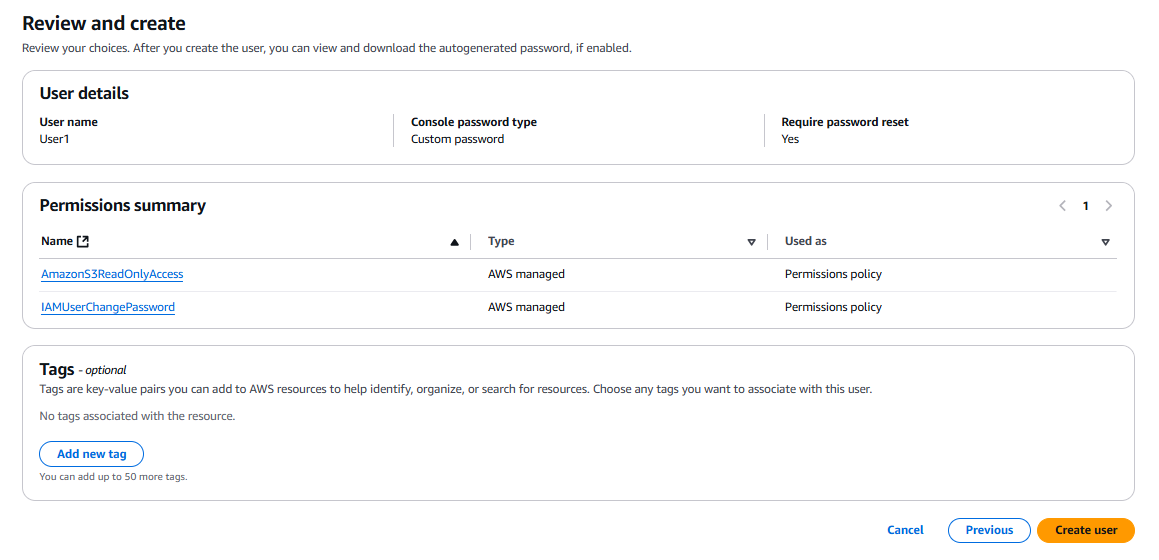 Review and create
Review your choices. After you create the user, you can view and download the autogenerated password, if enabled.
User details
User name
User1
Console password type
Custom password
Require password reset
Yes
Permissions summary
1
Name Type Used as
AmazonS3ReadOnlyAccess AWS managed Permissions policy
IAMUserChangePassword AWS managed Permissions policy
Tags - optional
Tags are key-value pairs you can add to AWS resources to help identify, organize, or search for resources. Choose any tags you want to associate with this user.
No tags associated with the resource.
Add new tag
You can add up to 50 more tags.
Cancel Previous Create user